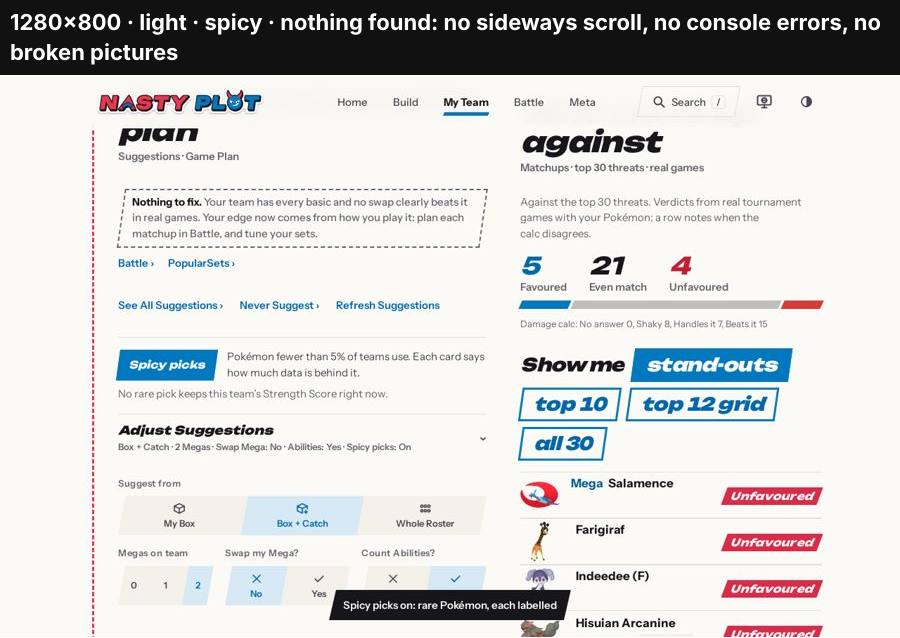 1280×800 · light · spicy · nothing found: no sideways scroll, no console errors, no
broken pictures
NASTY PLOT
Home
Build
My Team
Battle
Meta
Search /
plan
Suggestions · Game Plan
Nothing to fix. Your team has every basic and no swap clearly beats it
in real games. Your edge now comes from how you play it: plan each
matchup in Battle, and tune your sets.
Battle ›
PopularSets ›
See All Suggestions ›
Never Suggest ›
Refresh Suggestions
Spicy picks
Pokémon fewer than 5% of teams use. Each card says
how much data is behind it.
No rare pick keeps this team's Strength Score right now.
Adjust Suggestions
Box + Catch · 2 Megas · Swap Mega: No · Abilities: Yes · Spicy picks: On
Suggest from
My Box
Box + Catch
Whole Roster
Megas on team
Swap my Mega?
Count Abilities?
0
1
2
No
Yes
against
Matchups · top 30 threats · real games
Against the top 30 threats. Verdicts from real tournament
games with your Pokémon; a row notes when the
calc disagrees.
5
21
4
Favoured
Even match
Unfavoured
Damage calc: No answer 0, Shaky 8, Handles it 7, Beats it 15
Show me
stand-outs
top 10
top 12 grid
all 30
Mega Salamence
Unfavoured
Farigiraf
Unfavoured
Indeedee (F)
Unfavoured
Hisuian Arcanine
Unfavoured
Spicy picks on: rare Pokémon, each labelled